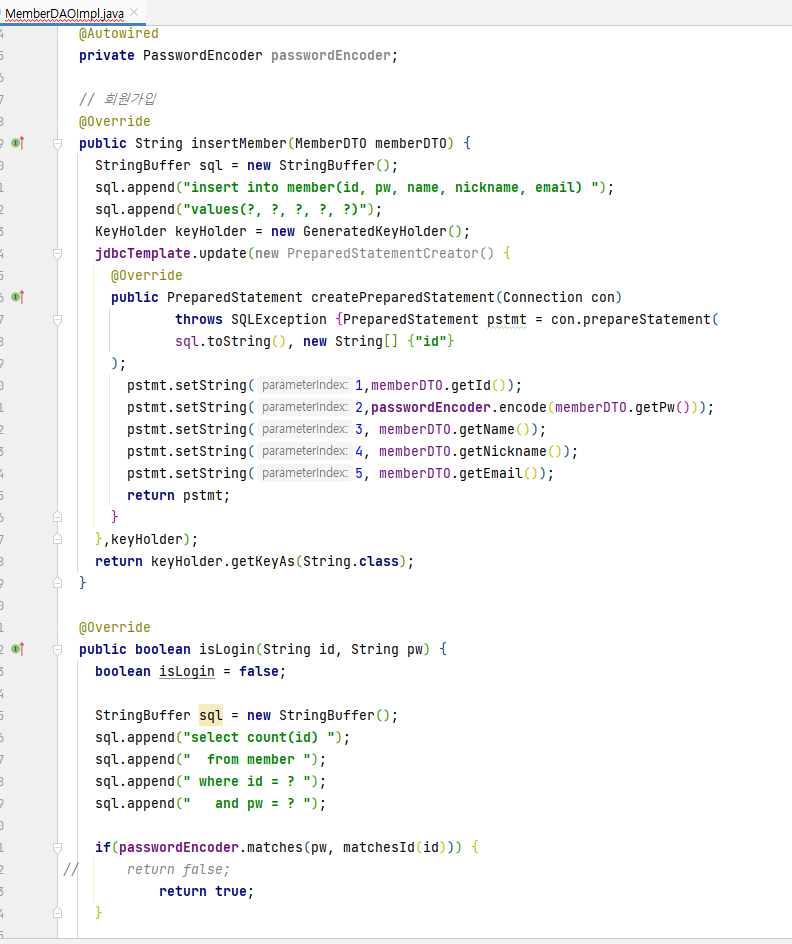 MemberDAOImpl.java
@Autowired
private PasswordEncoder passwordEncoder;
// 회원가입
@Override
public String insertMember(MemberDTO memberDTO) {
StringBuffer sql = new StringBuffer();
sql.append("insert into member(id, pw, name, nickname, email) ");
sql.append("values(?, ?, ?, ?, ?)");
KeyHolder keyHolder = new GeneratedKeyHolder();
jdbcTemplate.update(new PreparedStatementCreator() {
@Override
public PreparedStatement createPreparedStatement(Connection con)
throws SQLException {PreparedStatement pstmt = con.prepareStatement(
sql.toString(), new String[] {"id"}
);
pstmt.setString( parameterIndex: 1,memberDTO.getId());
pstmt.setString( parameterIndex: 2,passwordEncoder.encode(memberDTO.getPw()));
pstmt.setString( parameterIndex: 3, memberDTO.getName());
pstmt.setString( parameterIndex: 4, memberDTO.getNickname());
pstmt.setString( parameterIndex: 5, memberDTO.getEmail());
return pstmt;
}
},keyHolder);
return keyHolder.getKeyAs(String.class);
}
@Override
public boolean isLogin(String id, String pw) {
boolean isLogin = false;
StringBuffer sql = new StringBuffer();
sql.append("select count(id) ");
sql.append("  from member ");
sql.append(" where id = ? ");
sql.append("   and pw = ? ");
if(passwordEncoder.matches(pw, matchesId(id))) {
// return false;
return true;
}